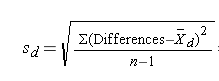 s_d = √(Σ(Differences–X̄_d)² / n–1)